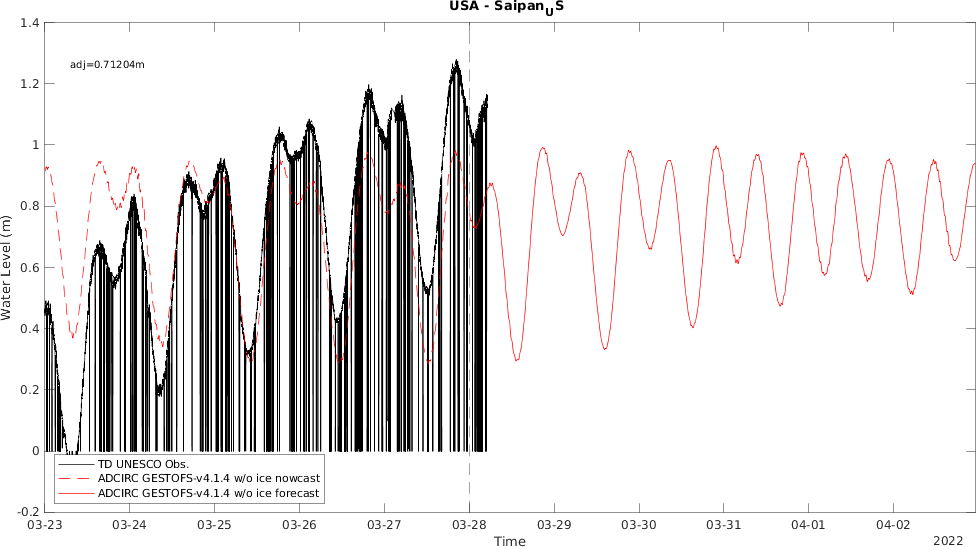 USA - Saipan_US
1.4
adj=0.71204m
1.2
1
0.8
0.6
0.4
0.2
0
-0.2
Water Level (m)
TD UNESCO Obs.
ADCIRC GESTOFS-v4.1.4 w/o ice nowcast
ADCIRC GESTOFS-v4.1.4 w/o ice forecast
03-23 03-24 03-25 03-26 03-27 03-28 03-29 03-30 03-31 04-01 04-02
Time
2022